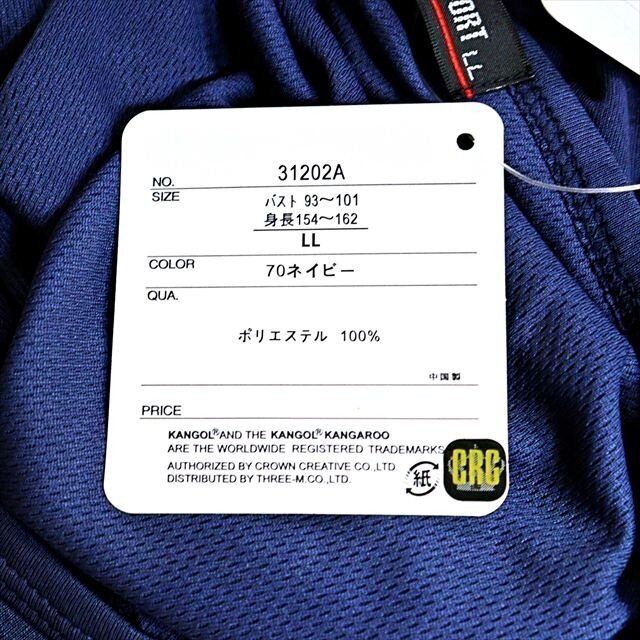 PORT LL
NO. 31202A
SIZE バスト 93～101
身長154～162
LL
COLOR 70ネイビー
QUA.
ポリエステル 100%
中国製
PRICE
KANGOL® AND THE KANGOL® KANGAROO
ARE THE WORLDWIDE REGISTERED TRADEMARKS
AUTHORIZED BY CROWN CREATIVE CO.,LTD.
DISTRIBUTED BY THREE-M.CO.,LTD.
紙
CRC